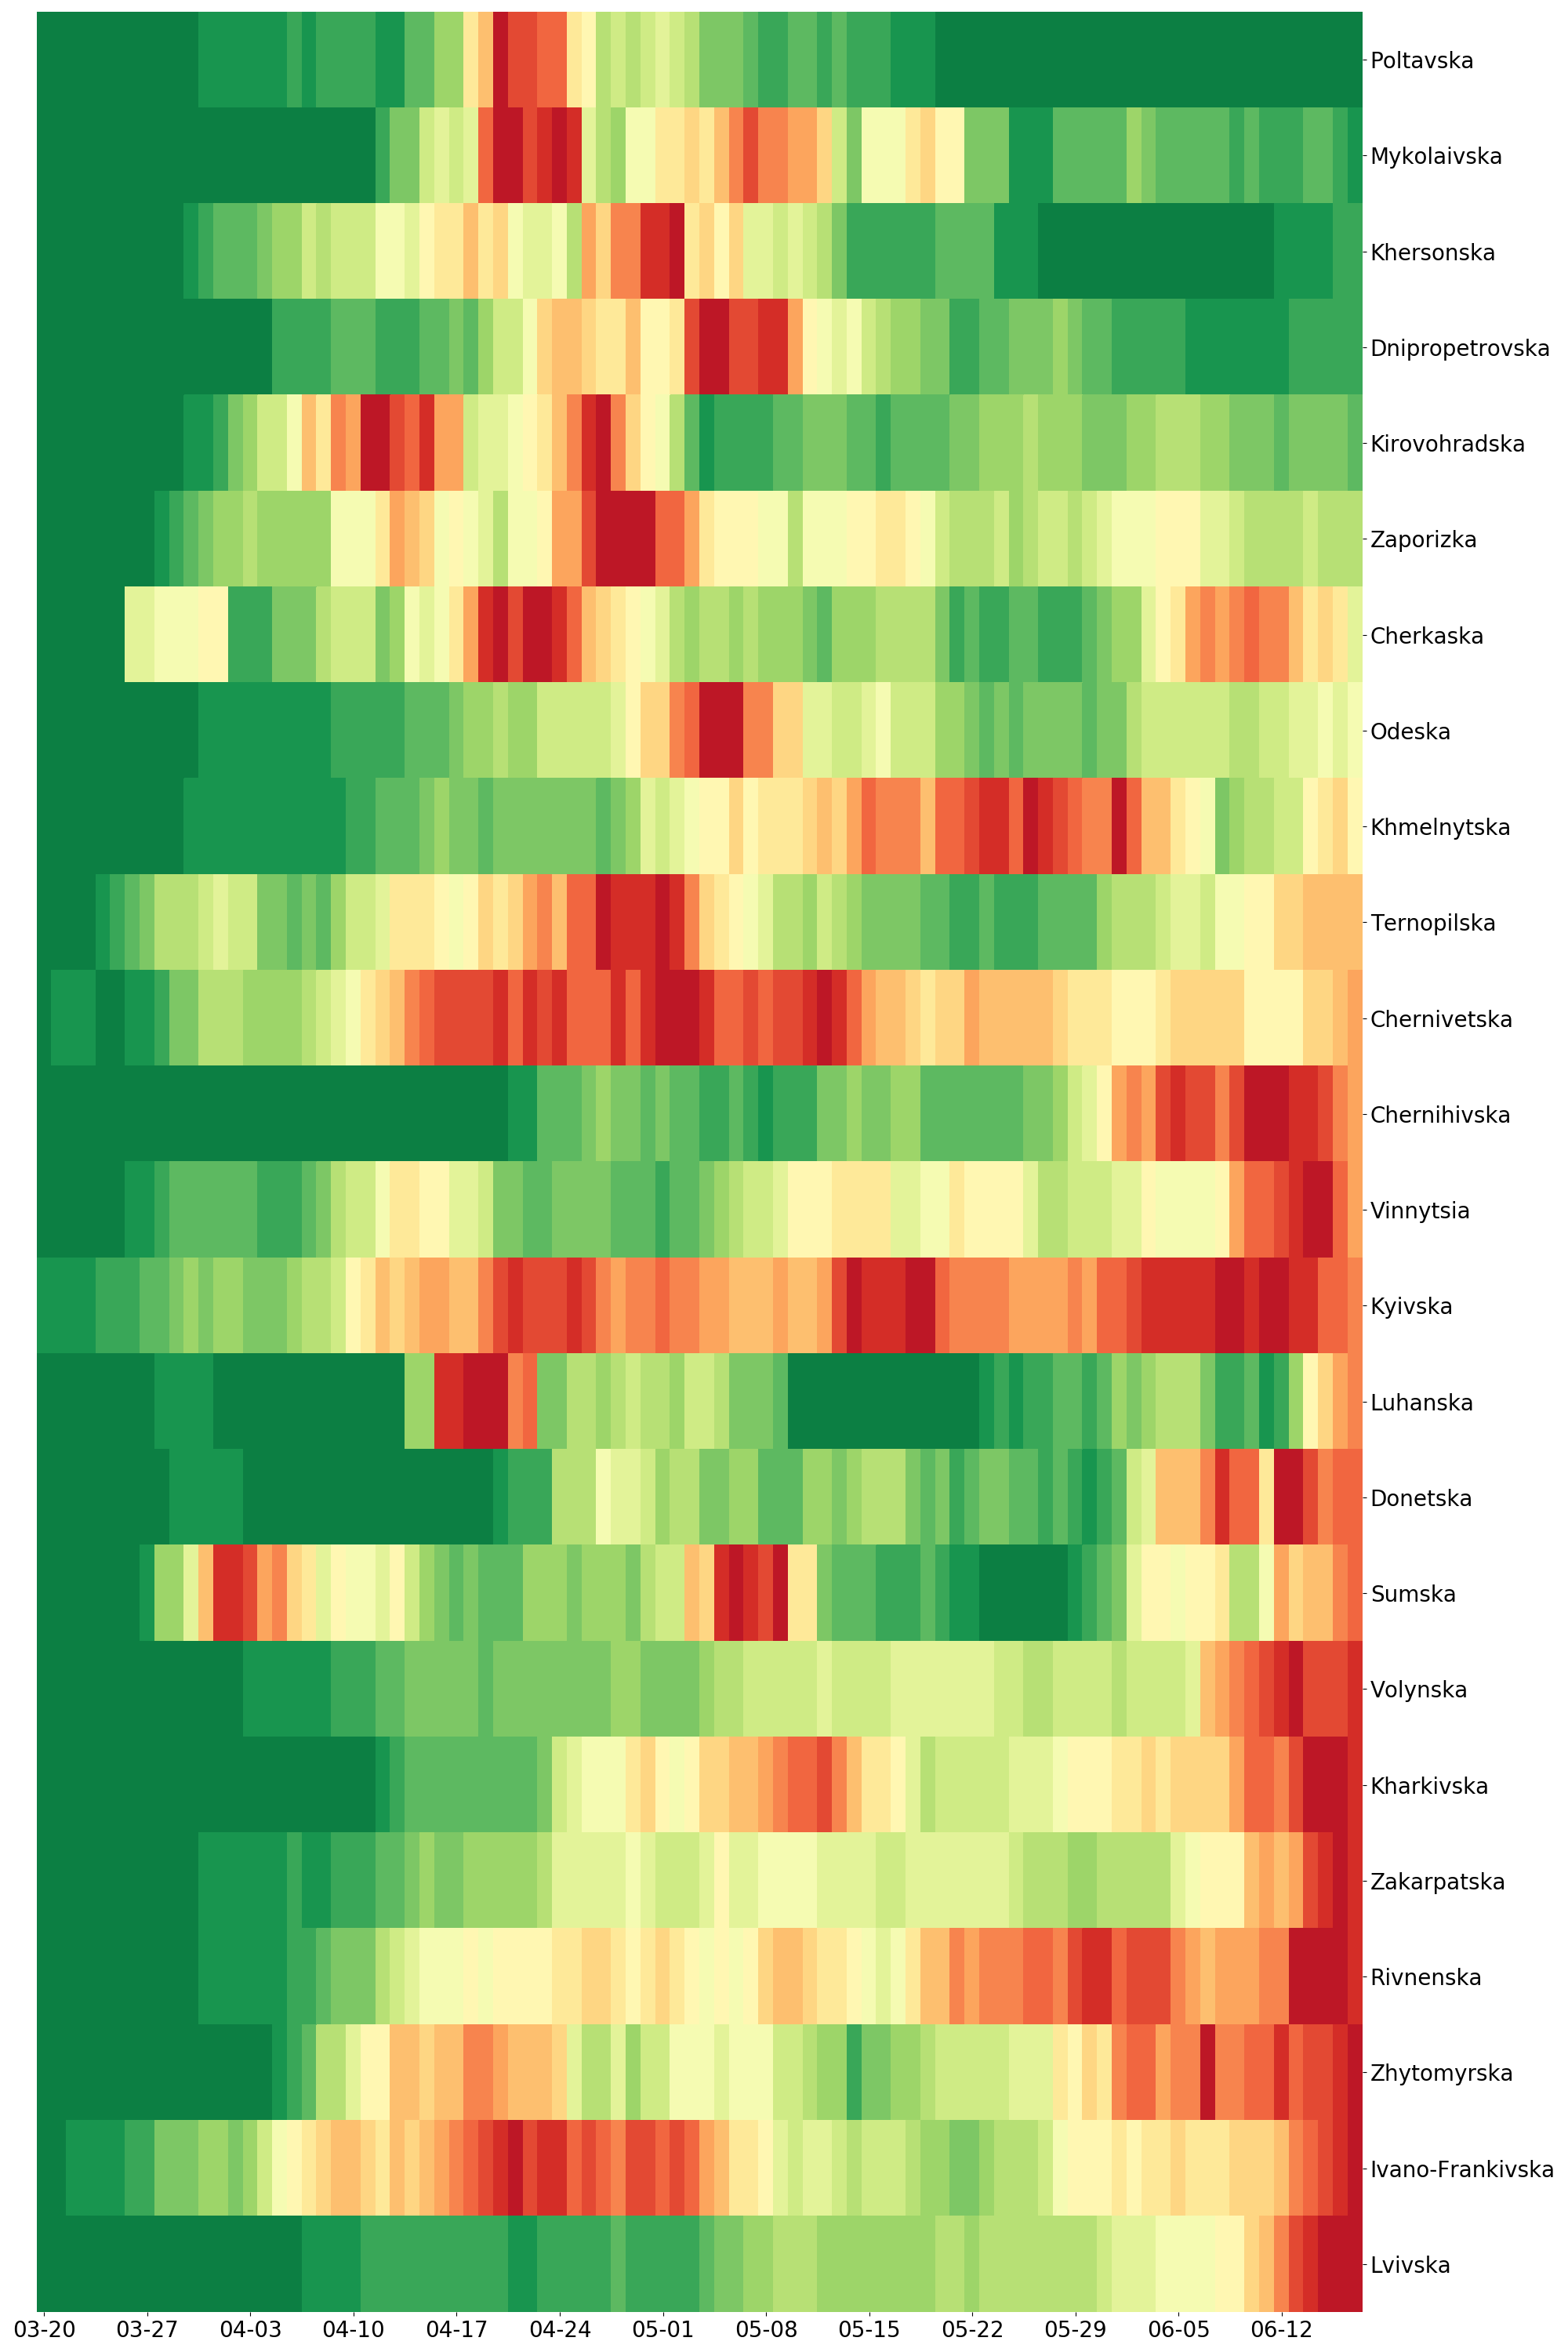 Poltavska
Mykolaivska
Khersonska
Dnipropetrovska
Kirovohradska
Zaporizka
Cherkaska
Odeska
Khmelnytska
Ternopilska
Chernivetska
Chernihivska
Vinnytsia
Kyivska
Luhanska
Donetska
Sumska
Volynska
Kharkivska
Zakarpatska
Rivnenska
Zhytomyrska
Ivano-Frankivska
Lvivska
03-20 03-27 04-03 04-10 04-17 04-24 05-01 05-08 05-15 05-22 05-29 06-05 06-12